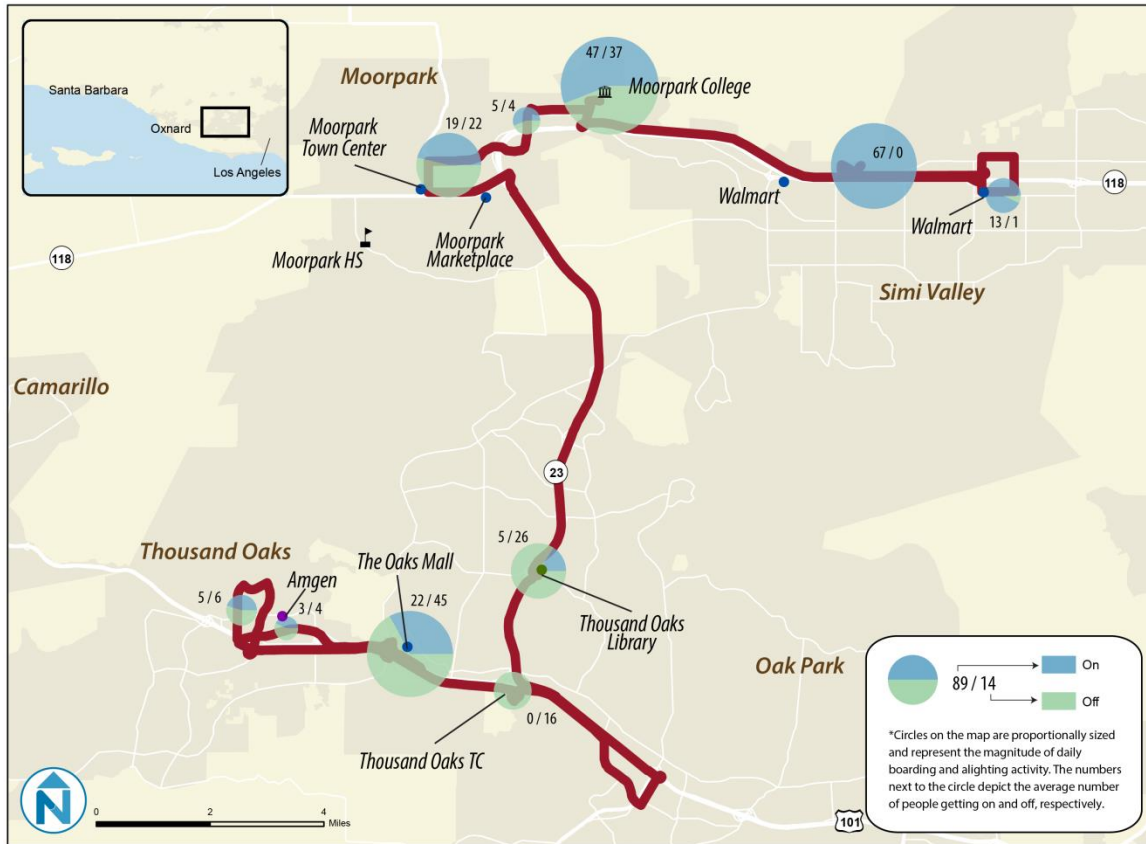 Santa Barbara
Oxnard
Los Angeles
Moorpark
47 / 37
Moorpark College
5 / 4
19 / 22
Moorpark
Town Center
67 / 0
118
Walmart
Walmart
13 / 1
Moorpark
Marketplace
Moorpark HS
118
Simi Valley
Camarillo
23
5 / 26
Thousand Oaks
The Oaks Mall
Amgen
22 / 45
5 / 6
3 / 4
Thousand Oaks
Library
Oak Park
0 / 16
Thousand Oaks TC
89 / 14
On
Off
*Circles on the map are proportionally sized
and represent the magnitude of daily
boarding and alighting activity. The numbers
next to the circle depict the average number
of people getting on and off, respectively.
N
0 2 4
Miles
101